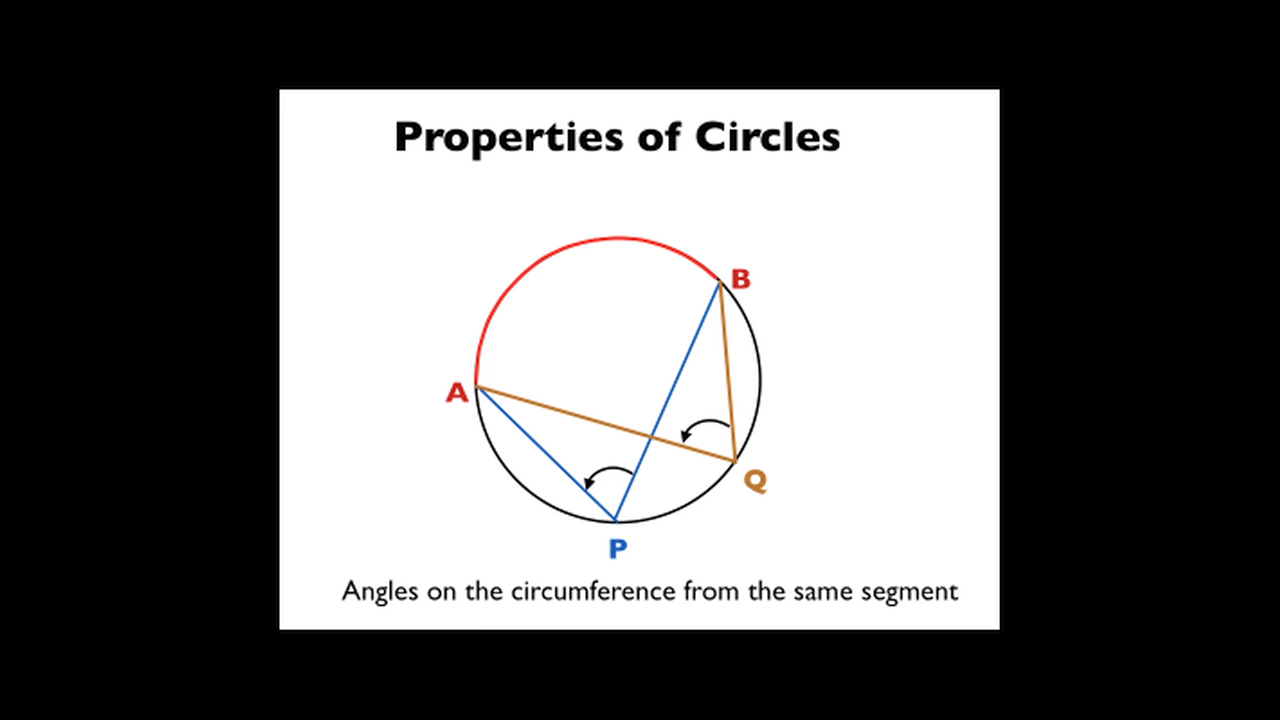 Properties of Circles
B
A
Q
P
Angles on the circumference from the same segment